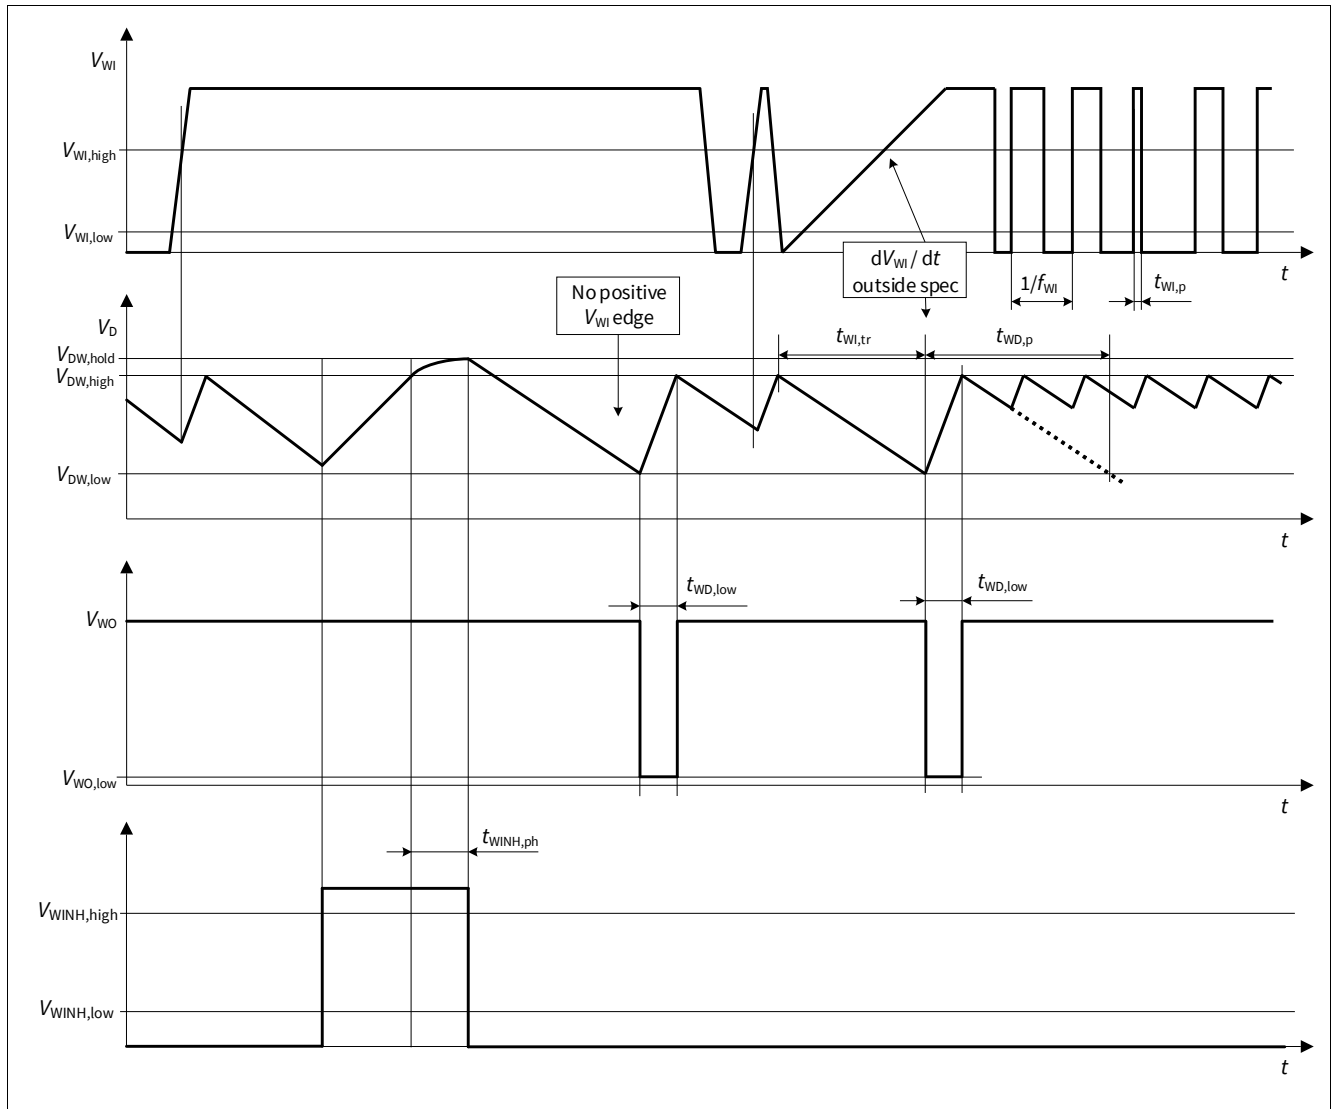 V_WI
V_WI,high
V_WI,low
dV_WI / dt
outside spec
t
1/f_WI
t_WI,p
No positive
V_WI edge
V_D
V_DW,hold
V_DW,high
t_WI,tr
t_WD,p
V_DW,low
t
t_WD,low
t_WD,low
V_WO
V_WO,low
t
t_WINH,ph
V_WINH,high
V_WINH,low
t